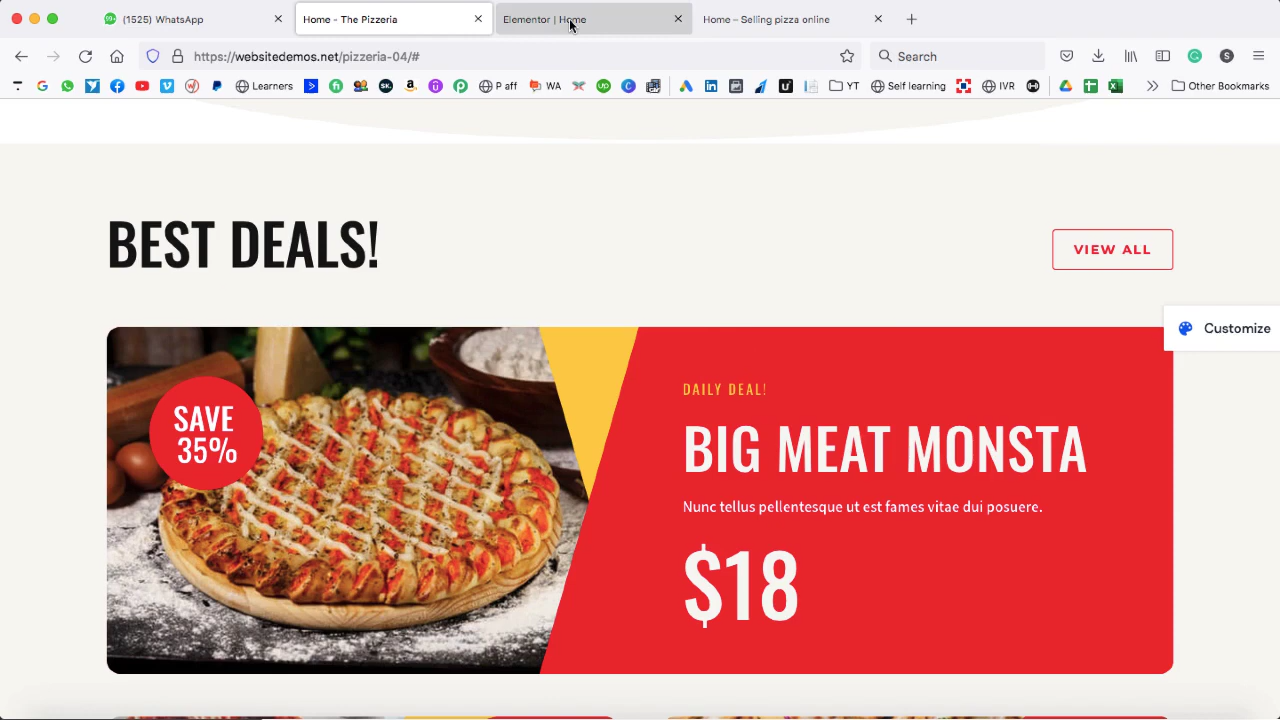 (1525) WhatsApp
Home - The Pizzeria
Elementor | Home
Home – Selling pizza online
https://websitedemos.net/pizzeria-04/#
Search
Learners
P aff
WA
YT
Self learning
IVR
Other Bookmarks
BEST DEALS!
VIEW ALL
Customize
SAVE
35%
DAILY DEAL!
BIG MEAT MONSTA
Nunc tellus pellentesque ut est fames vitae dui posuere.
$18